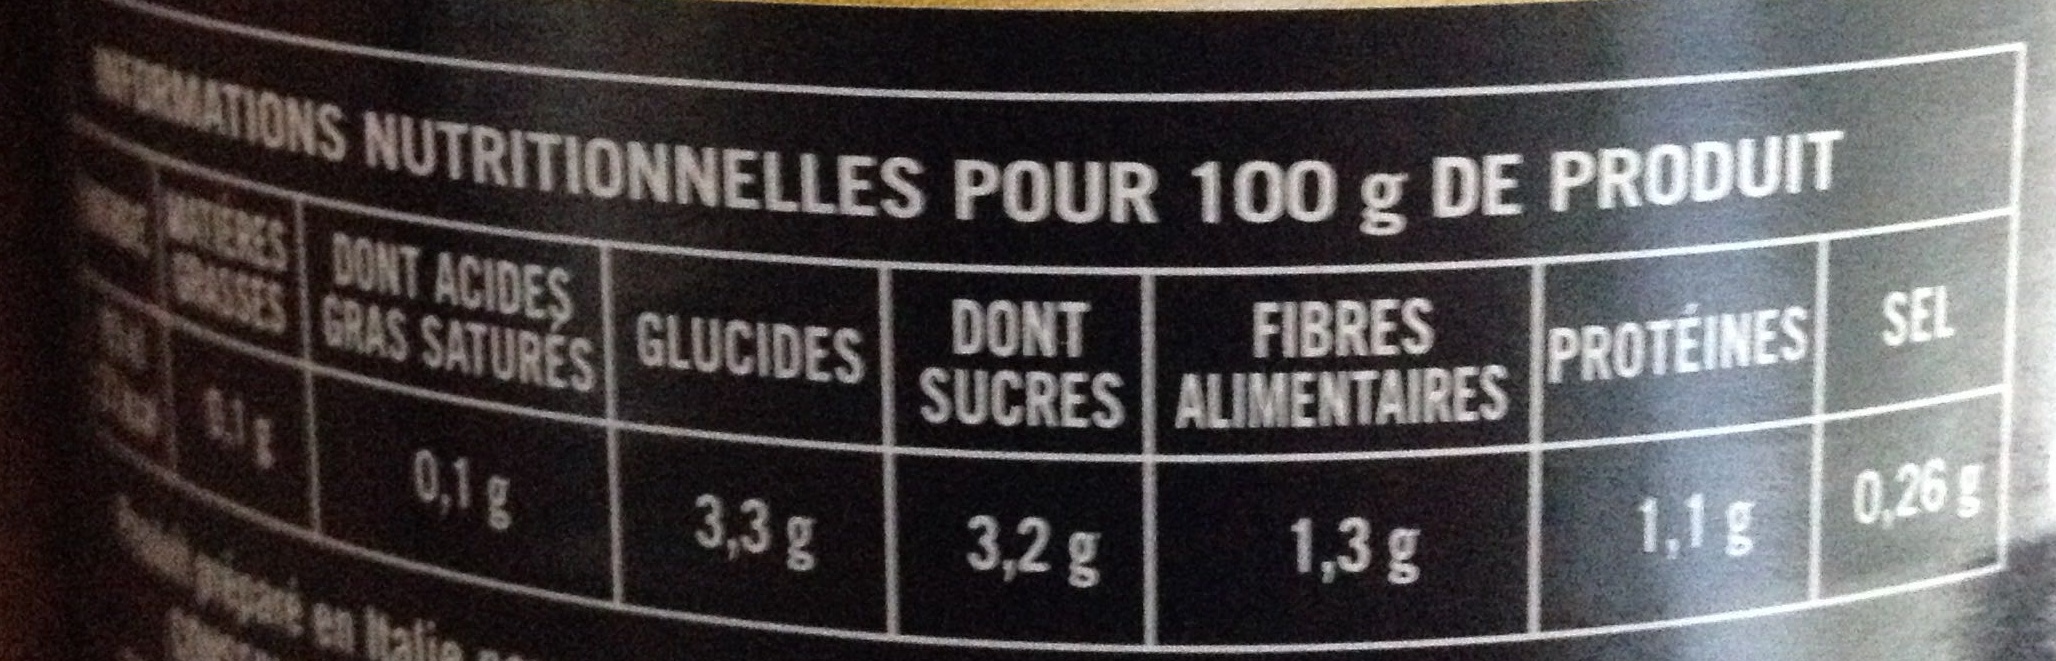 INFORMATIONS NUTRITIONNELLES POUR 100 g DE PRODUIT
MATIÈRES
GRASSES
DONT ACIDES
GRAS SATURÉS
GLUCIDES
DONT
SUCRES
FIBRES
ALIMENTAIRES
PROTÉINES
SEL
0,1 g
0,1 g
3,3 g
3,2 g
1,3 g
1,1 g
0,26 g
préparé en Italie